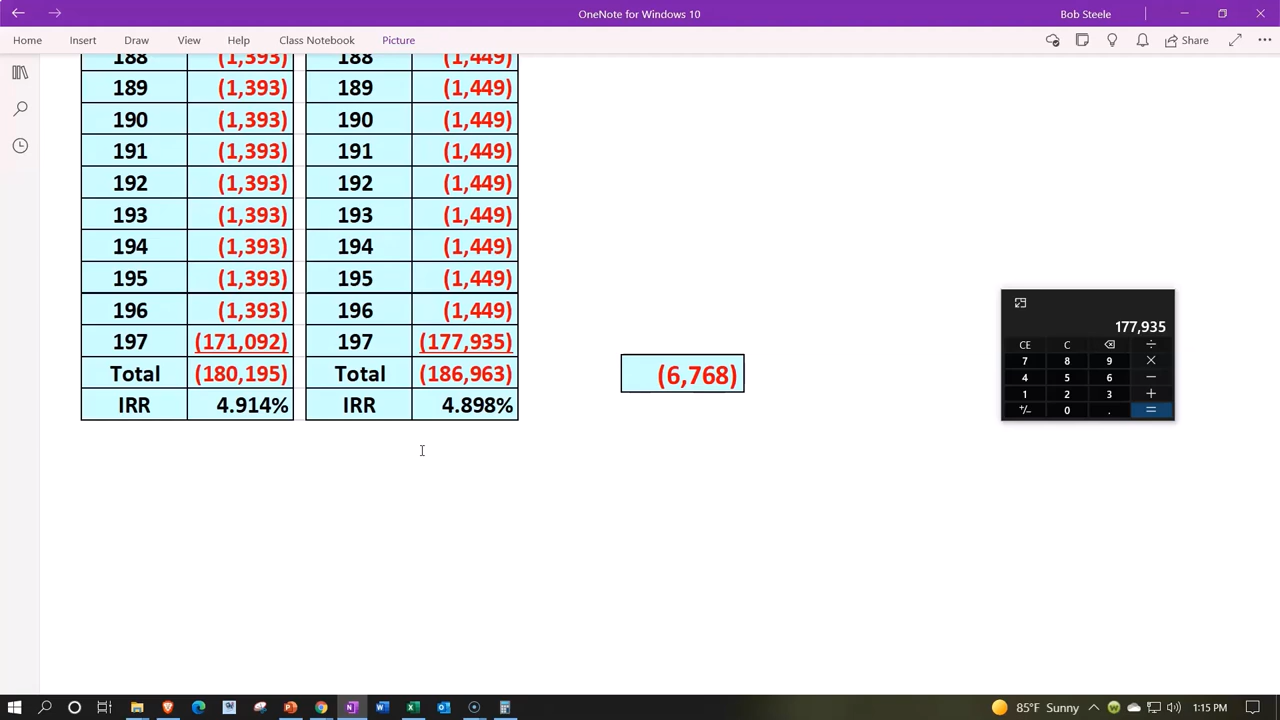 OneNote for Windows 10
Bob Steele
Home Insert Draw View Help Class Notebook Picture
Share
188 (1,393) 188 (1,449)
189 (1,393) 189 (1,449)
190 (1,393) 190 (1,449)
191 (1,393) 191 (1,449)
192 (1,393) 192 (1,449)
193 (1,393) 193 (1,449)
194 (1,393) 194 (1,449)
195 (1,393) 195 (1,449)
196 (1,393) 196 (1,449)
197 (171,092) 197 (177,935)
Total (180,195) Total (186,963)
IRR 4.914% IRR 4.898%
(6,768)
177,935
CE C ÷
7 8 9 ×
4 5 6 −
1 2 3 +
+/- 0 . =
85°F Sunny
1:15 PM